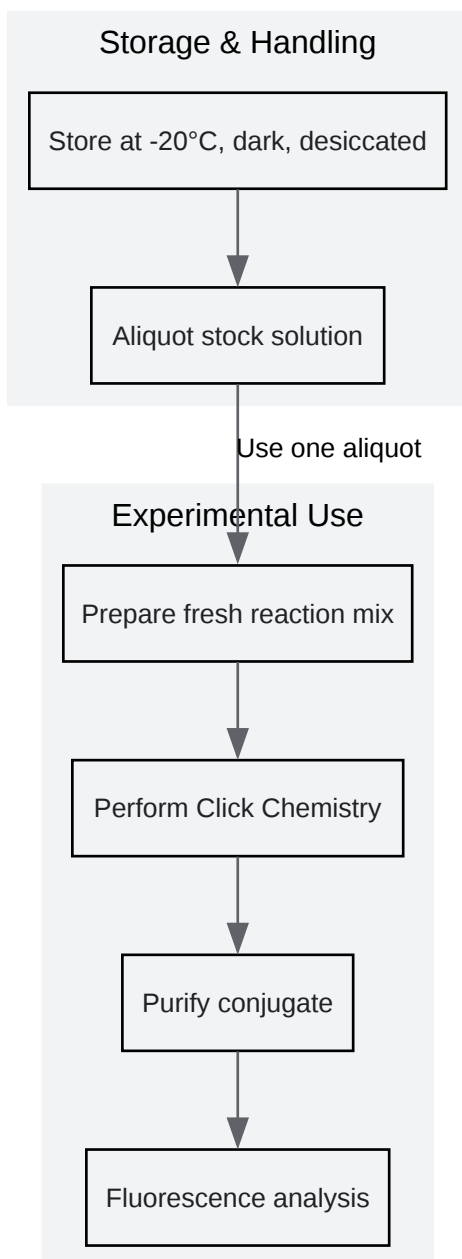 Storage & Handling
Store at -20°C, dark, desiccated
Aliquot stock solution
Use one aliquot
Experimental Use
Prepare fresh reaction mix
Perform Click Chemistry
Purify conjugate
Fluorescence analysis